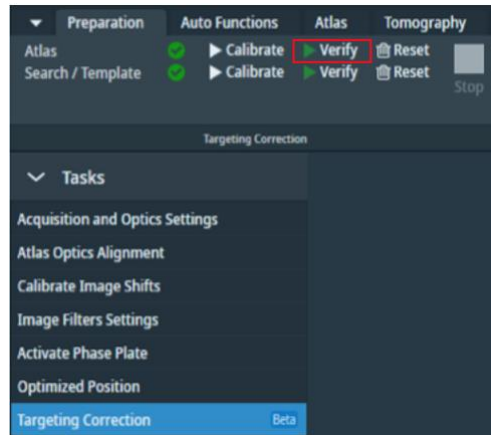 Preparation Auto Functions Atlas Tomography
Atlas Calibrate Verify Reset
Search / Template Calibrate Verify Reset
Stop
Targeting Correction
Tasks
Acquisition and Optics Settings
Atlas Optics Alignment
Calibrate Image Shifts
Image Filters Settings
Activate Phase Plate
Optimized Position
Targeting Correction Beta